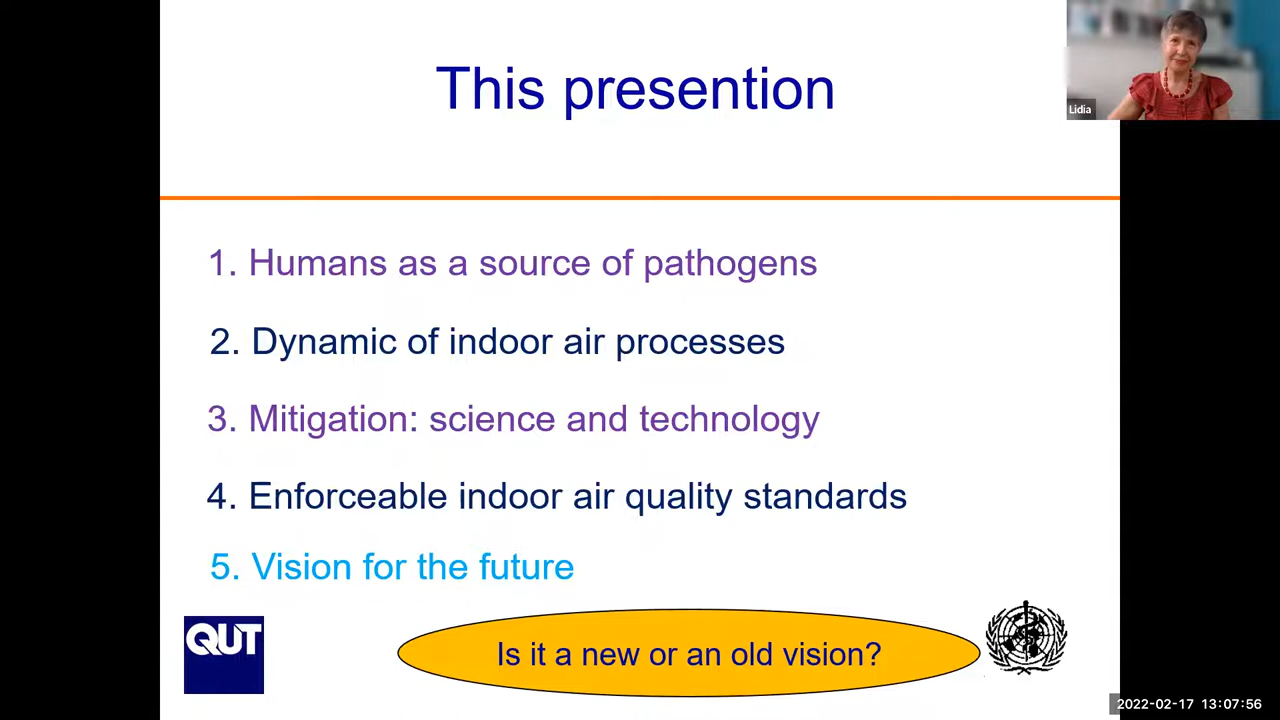 This presention
Lidia
1. Humans as a source of pathogens
2. Dynamic of indoor air processes
3. Mitigation: science and technology
4. Enforceable indoor air quality standards
5. Vision for the future
QUT
Is it a new or an old vision?
2022-02-17 13:07:56